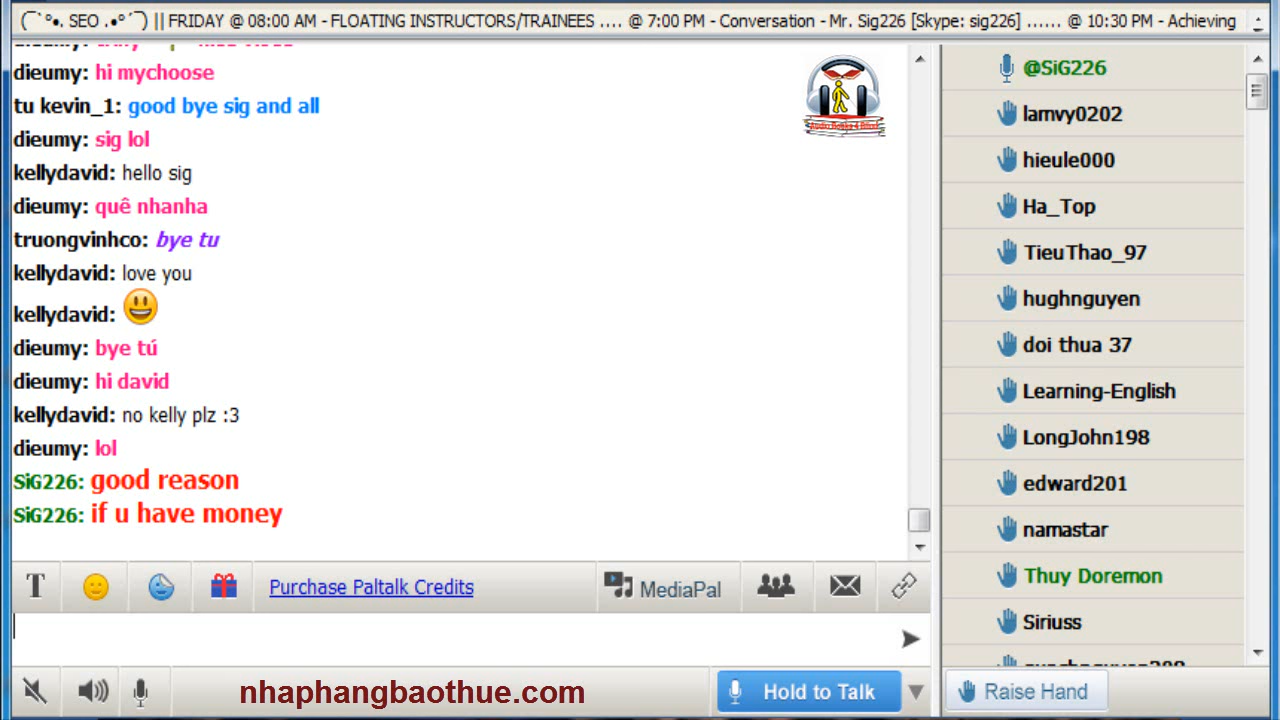 (¯`°•. SEO .•°´¯) || FRIDAY @ 08:00 AM - FLOATING INSTRUCTORS/TRAINEES .... @ 7:00 PM - Conversation - Mr. Sig226 [Skype: sig226] ...... @ 10:30 PM - Achieving
dieumy: hi mychoose
tu kevin_1: good bye sig and all
dieumy: sig lol
kellydavid: hello sig
dieumy: quê nhanha
truongvinhco: bye tu
kellydavid: love you
kellydavid: 😃
dieumy: bye tú
dieumy: hi david
kellydavid: no kelly plz :3
dieumy: lol
SiG226: good reason
SiG226: if u have money
T
Purchase Paltalk Credits
MediaPal
nhaphangbaothue.com
Hold to Talk
@SiG226
lamvy0202
hieule000
Ha_Top
TieuThao_97
hughnguyen
doi thua 37
Learning-English
LongJohn198
edward201
namastar
Thuy Doremon
Siriuss
Raise Hand